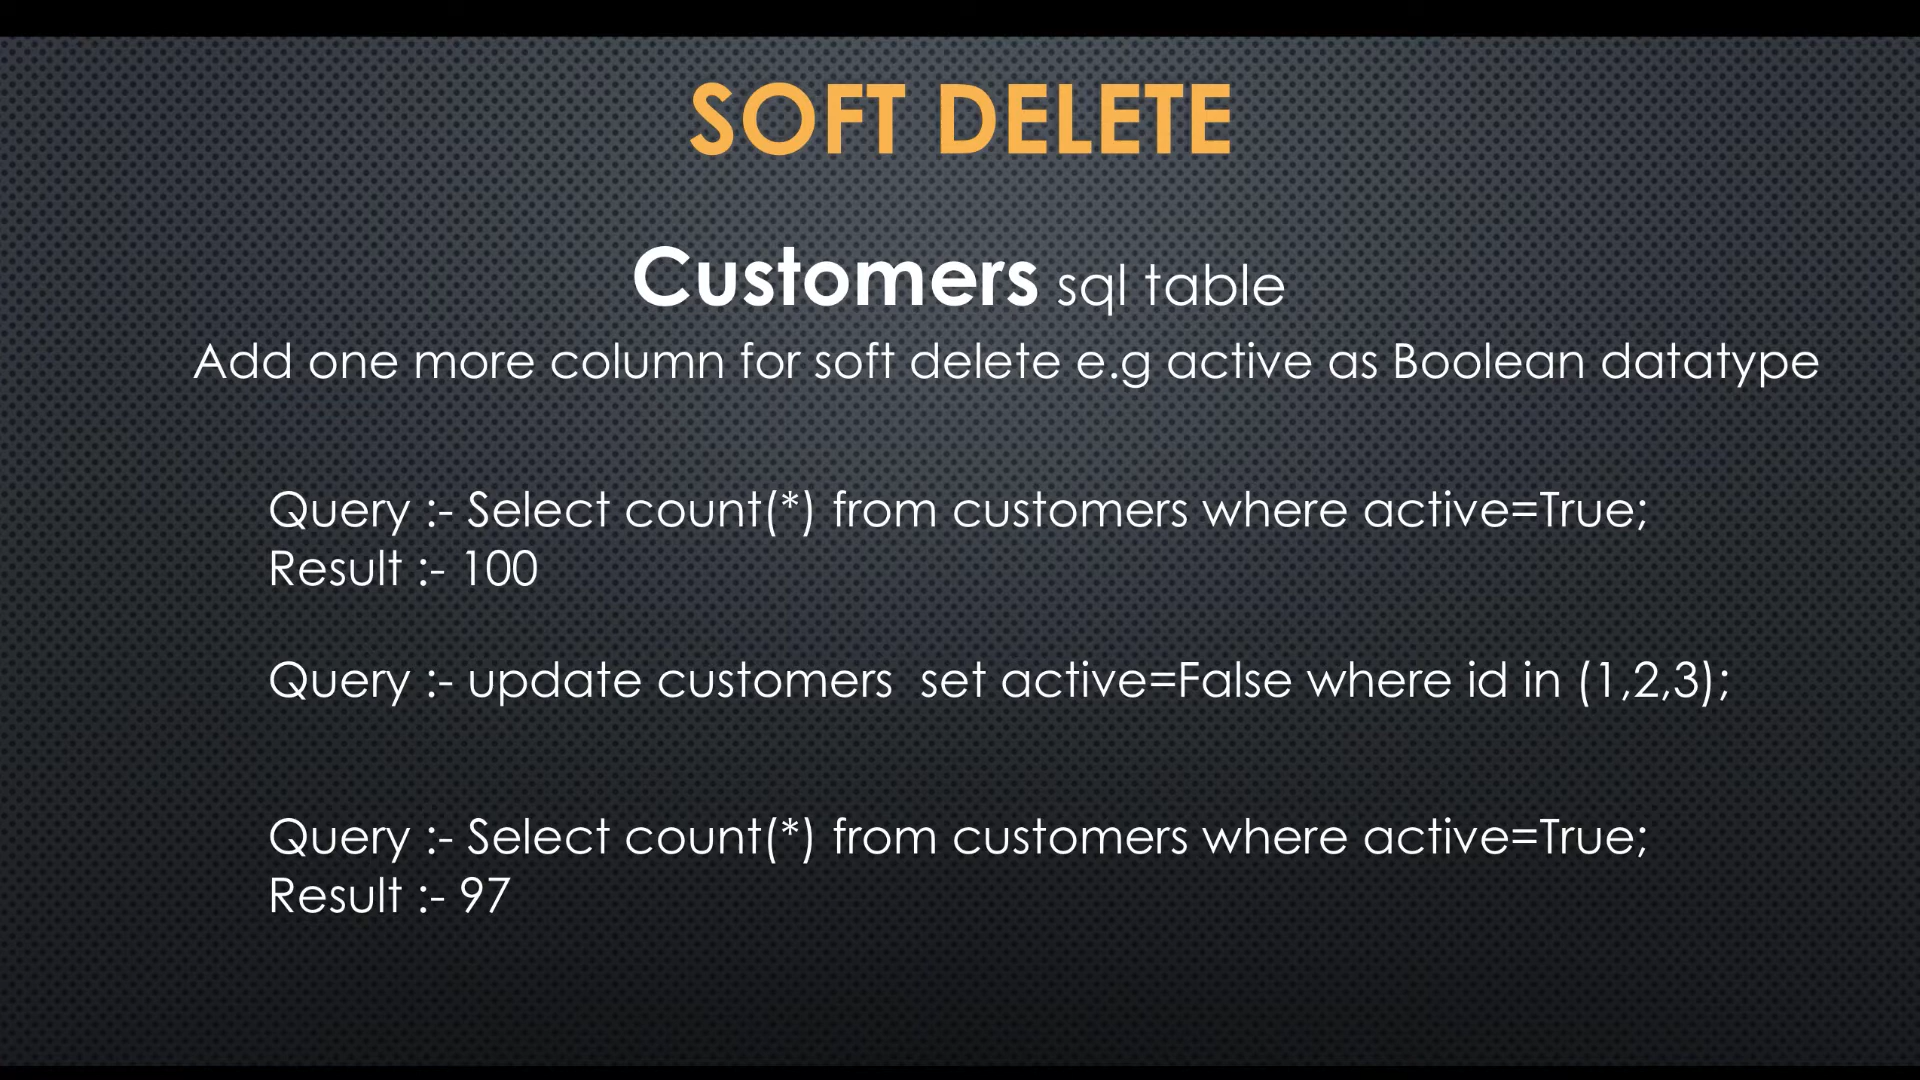 SOFT DELETE
Customers sql table
Add one more column for soft delete e.g active as Boolean datatype
Query :- Select count(*) from customers where active=True;
Result :- 100
Query :- update customers  set active=False where id in (1,2,3);
Query :- Select count(*) from customers where active=True;
Result :- 97